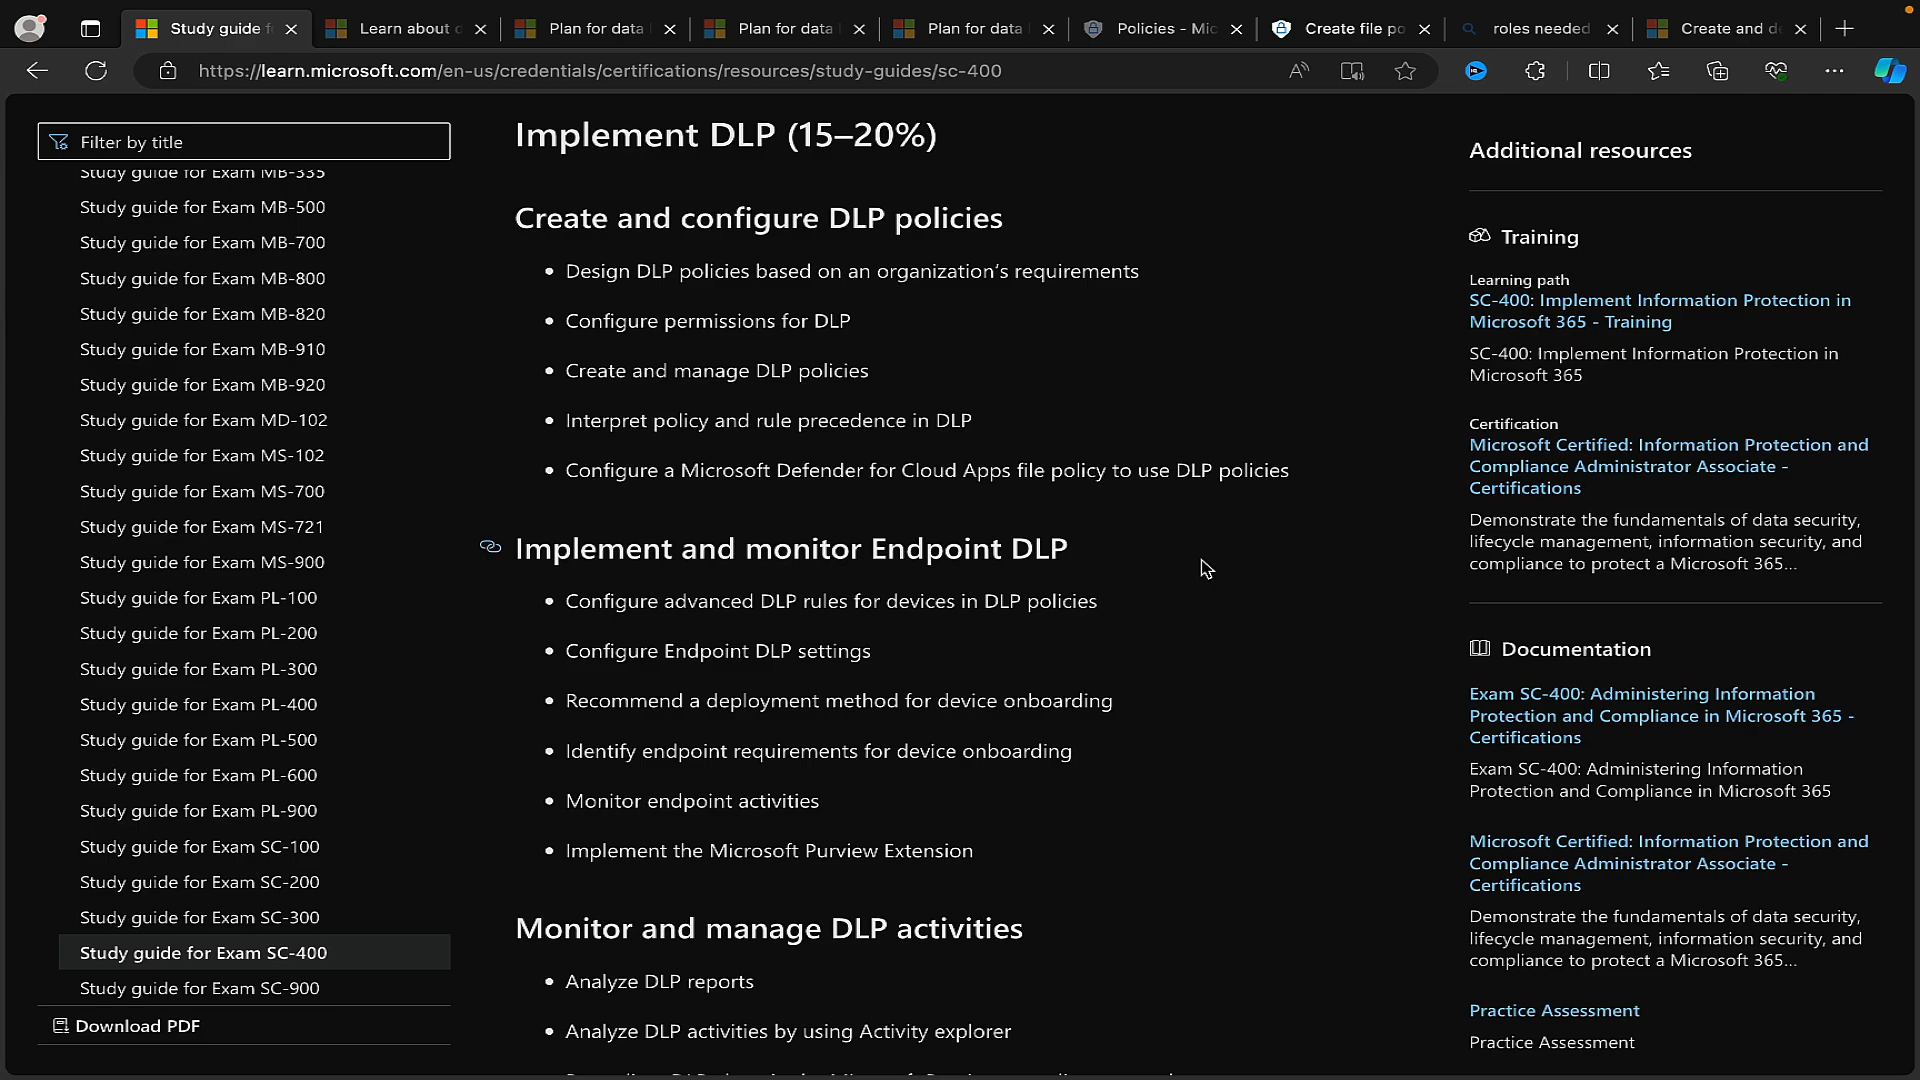 Study guide f
Learn about d
Plan for data
Plan for data
Plan for data
Policies - Mic
Create file po
roles needed
Create and de
https://learn.microsoft.com/en-us/credentials/certifications/resources/study-guides/sc-400
Filter by title
Study guide for Exam MB-335
Study guide for Exam MB-500
Study guide for Exam MB-700
Study guide for Exam MB-800
Study guide for Exam MB-820
Study guide for Exam MB-910
Study guide for Exam MB-920
Study guide for Exam MD-102
Study guide for Exam MS-102
Study guide for Exam MS-700
Study guide for Exam MS-721
Study guide for Exam MS-900
Study guide for Exam PL-100
Study guide for Exam PL-200
Study guide for Exam PL-300
Study guide for Exam PL-400
Study guide for Exam PL-500
Study guide for Exam PL-600
Study guide for Exam PL-900
Study guide for Exam SC-100
Study guide for Exam SC-200
Study guide for Exam SC-300
Study guide for Exam SC-400
Study guide for Exam SC-900
Download PDF
Implement DLP (15–20%)
Create and configure DLP policies
• Design DLP policies based on an organization’s requirements
• Configure permissions for DLP
• Create and manage DLP policies
• Interpret policy and rule precedence in DLP
• Configure a Microsoft Defender for Cloud Apps file policy to use DLP policies
Implement and monitor Endpoint DLP
• Configure advanced DLP rules for devices in DLP policies
• Configure Endpoint DLP settings
• Recommend a deployment method for device onboarding
• Identify endpoint requirements for device onboarding
• Monitor endpoint activities
• Implement the Microsoft Purview Extension
Monitor and manage DLP activities
• Analyze DLP reports
• Analyze DLP activities by using Activity explorer
Additional resources
Training
Learning path
SC-400: Implement Information Protection in
Microsoft 365 - Training
SC-400: Implement Information Protection in
Microsoft 365
Certification
Microsoft Certified: Information Protection and
Compliance Administrator Associate -
Certifications
Demonstrate the fundamentals of data security,
lifecycle management, information security, and
compliance to protect a Microsoft 365...
Documentation
Exam SC-400: Administering Information
Protection and Compliance in Microsoft 365 -
Certifications
Exam SC-400: Administering Information
Protection and Compliance in Microsoft 365
Microsoft Certified: Information Protection and
Compliance Administrator Associate -
Certifications
Demonstrate the fundamentals of data security,
lifecycle management, information security, and
compliance to protect a Microsoft 365...
Practice Assessment
Practice Assessment